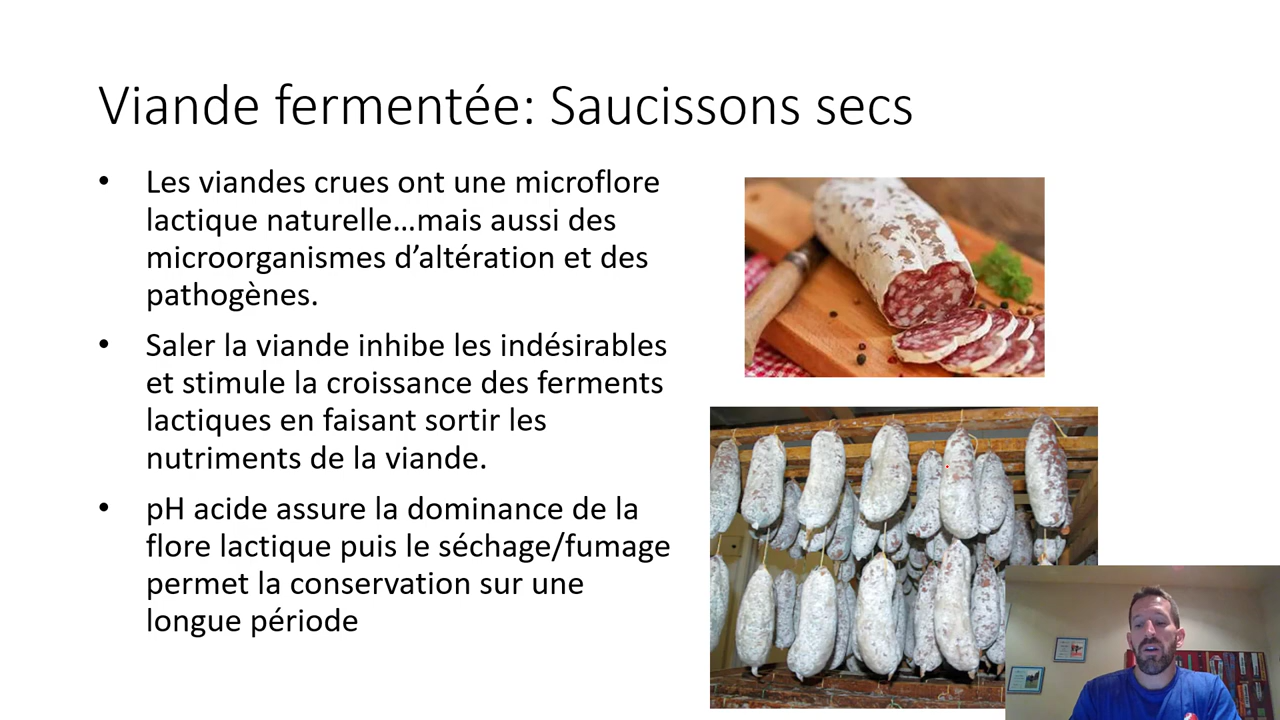 Viande fermentée: Saucissons secs
• Les viandes crues ont une microflore
lactique naturelle…mais aussi des
microorganismes d’altération et des
pathogènes.
• Saler la viande inhibe les indésirables
et stimule la croissance des ferments
lactiques en faisant sortir les
nutriments de la viande.
• pH acide assure la dominance de la
flore lactique puis le séchage/fumage
permet la conservation sur une
longue période